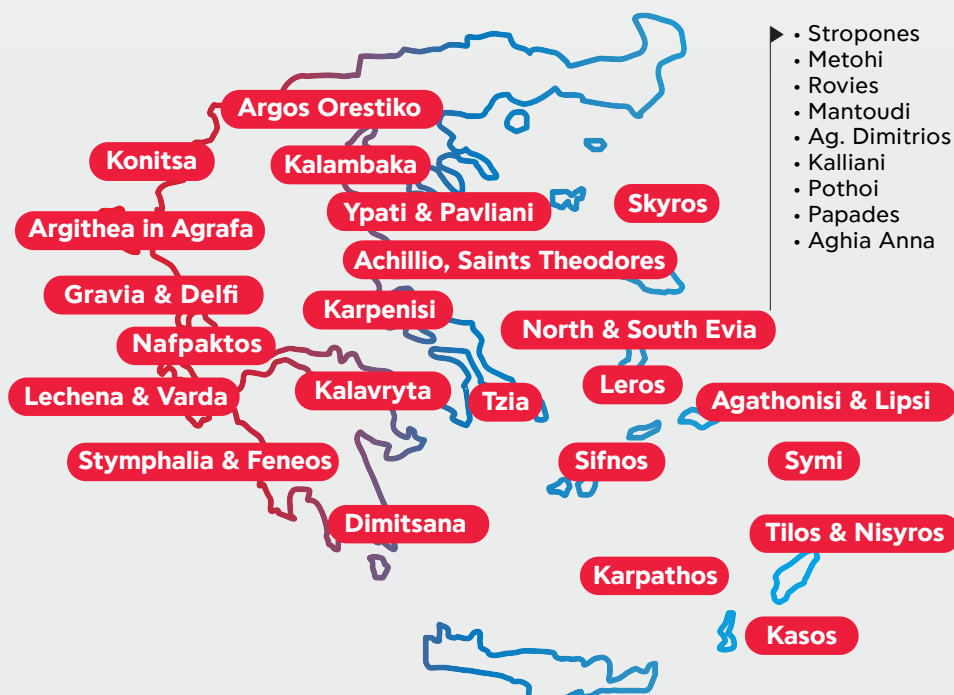 • Stropones
• Metohi
• Rovies
• Mantoudi
• Ag. Dimitrios
• Kalliani
• Pothoi
• Papades
• Aghia Anna
Argos Orestiko
Konitsa
Kalambaka
Ypati & Pavliani
Skyros
Argithea in Agrafa
Achillio, Saints Theodores
Gravia & Delfi
Karpenisi
North & South Evia
Nafpaktos
Lechena & Varda
Kalavryta
Tzia
Leros
Agathonisi & Lipsi
Stymphalia & Feneos
Sifnos
Symi
Dimitsana
Tilos & Nisyros
Karpathos
Kasos